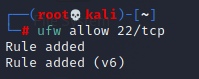 ┌──(root💀kali)-[~]
└─# ufw allow 22/tcp
Rule added
Rule added (v6)